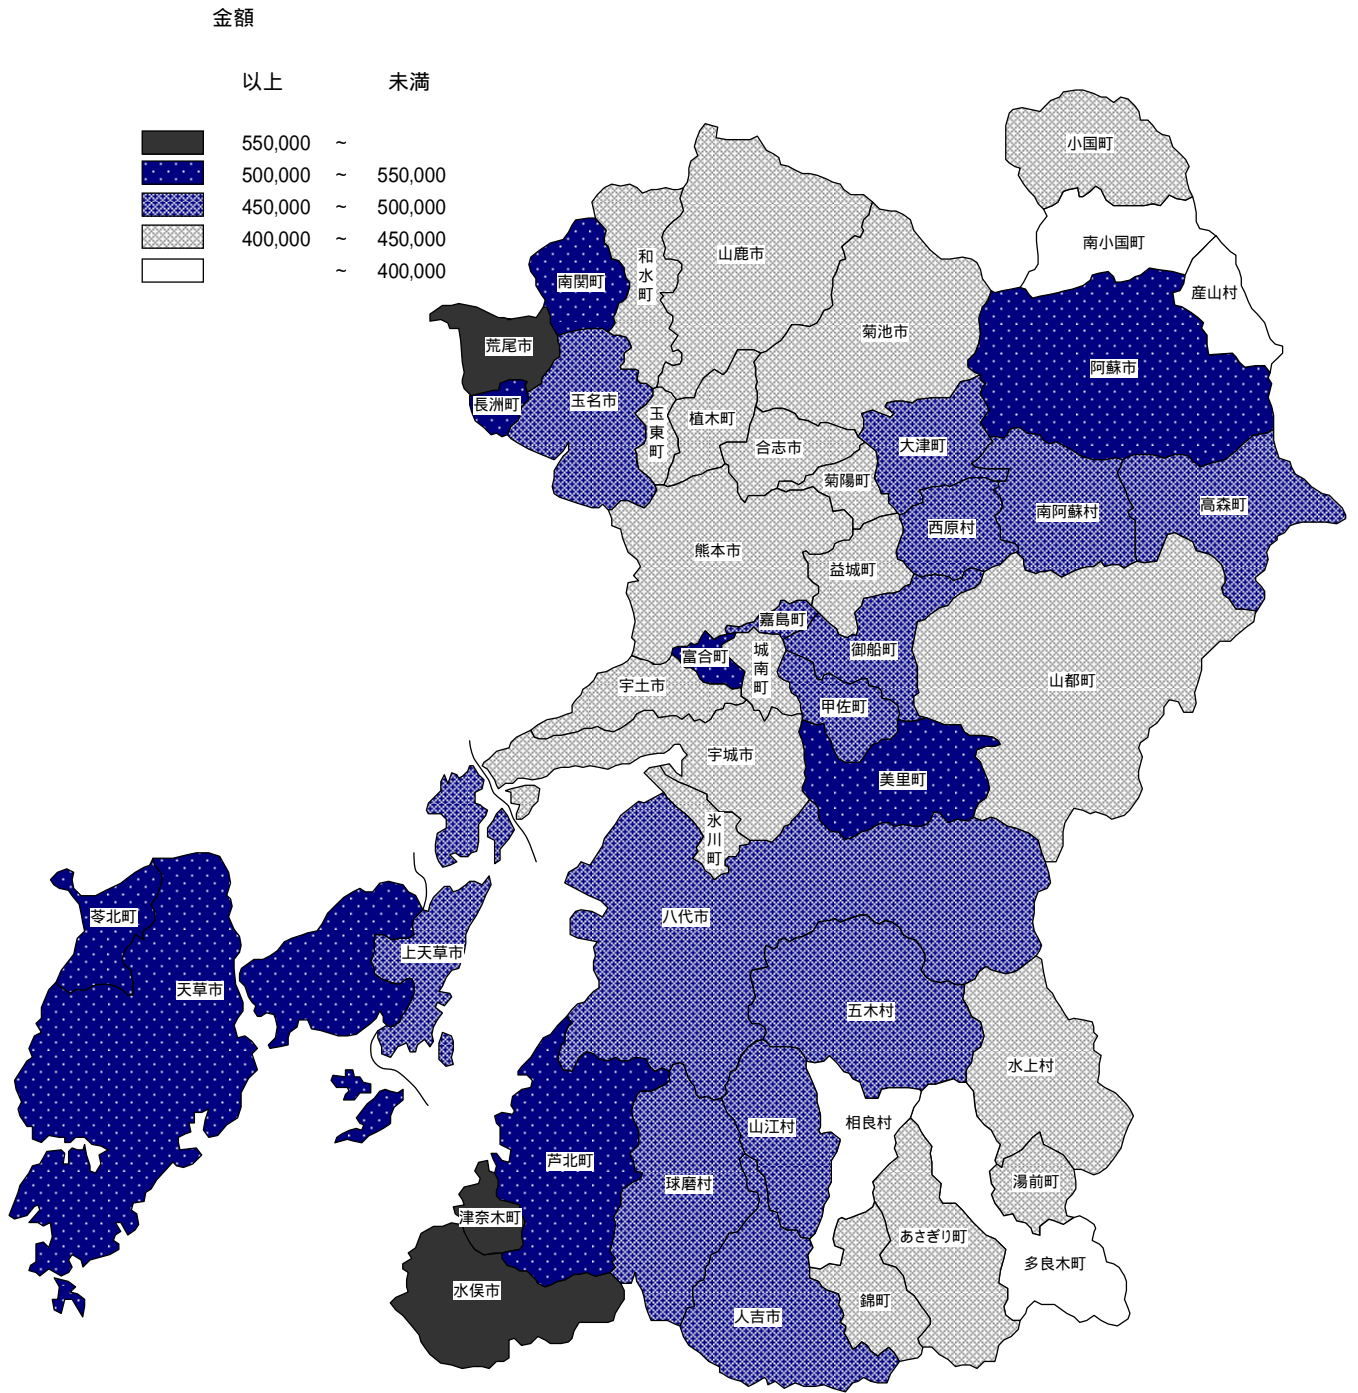 金額
以上 未満
550,000 ~
500,000 ~ 550,000
450,000 ~ 500,000
400,000 ~ 450,000
~ 400,000
小国町
南小国町
産山村
山鹿市
和水町
南関町
菊池市
荒尾市
阿蘇市
長洲町
玉名市
玉東町
植木町
合志市
大津町
菊陽町
西原村
南阿蘇村
高森町
熊本市
益城町
嘉島町
御船町
富合町
城南町
宇土市
甲佐町
山都町
宇城市
美里町
氷川町
八代市
苓北町
上天草市
天草市
五木村
水上村
相良村
山江村
芦北町
球磨村
湯前町
津奈木町
あさぎり町
多良木町
水俣市
錦町
人吉市